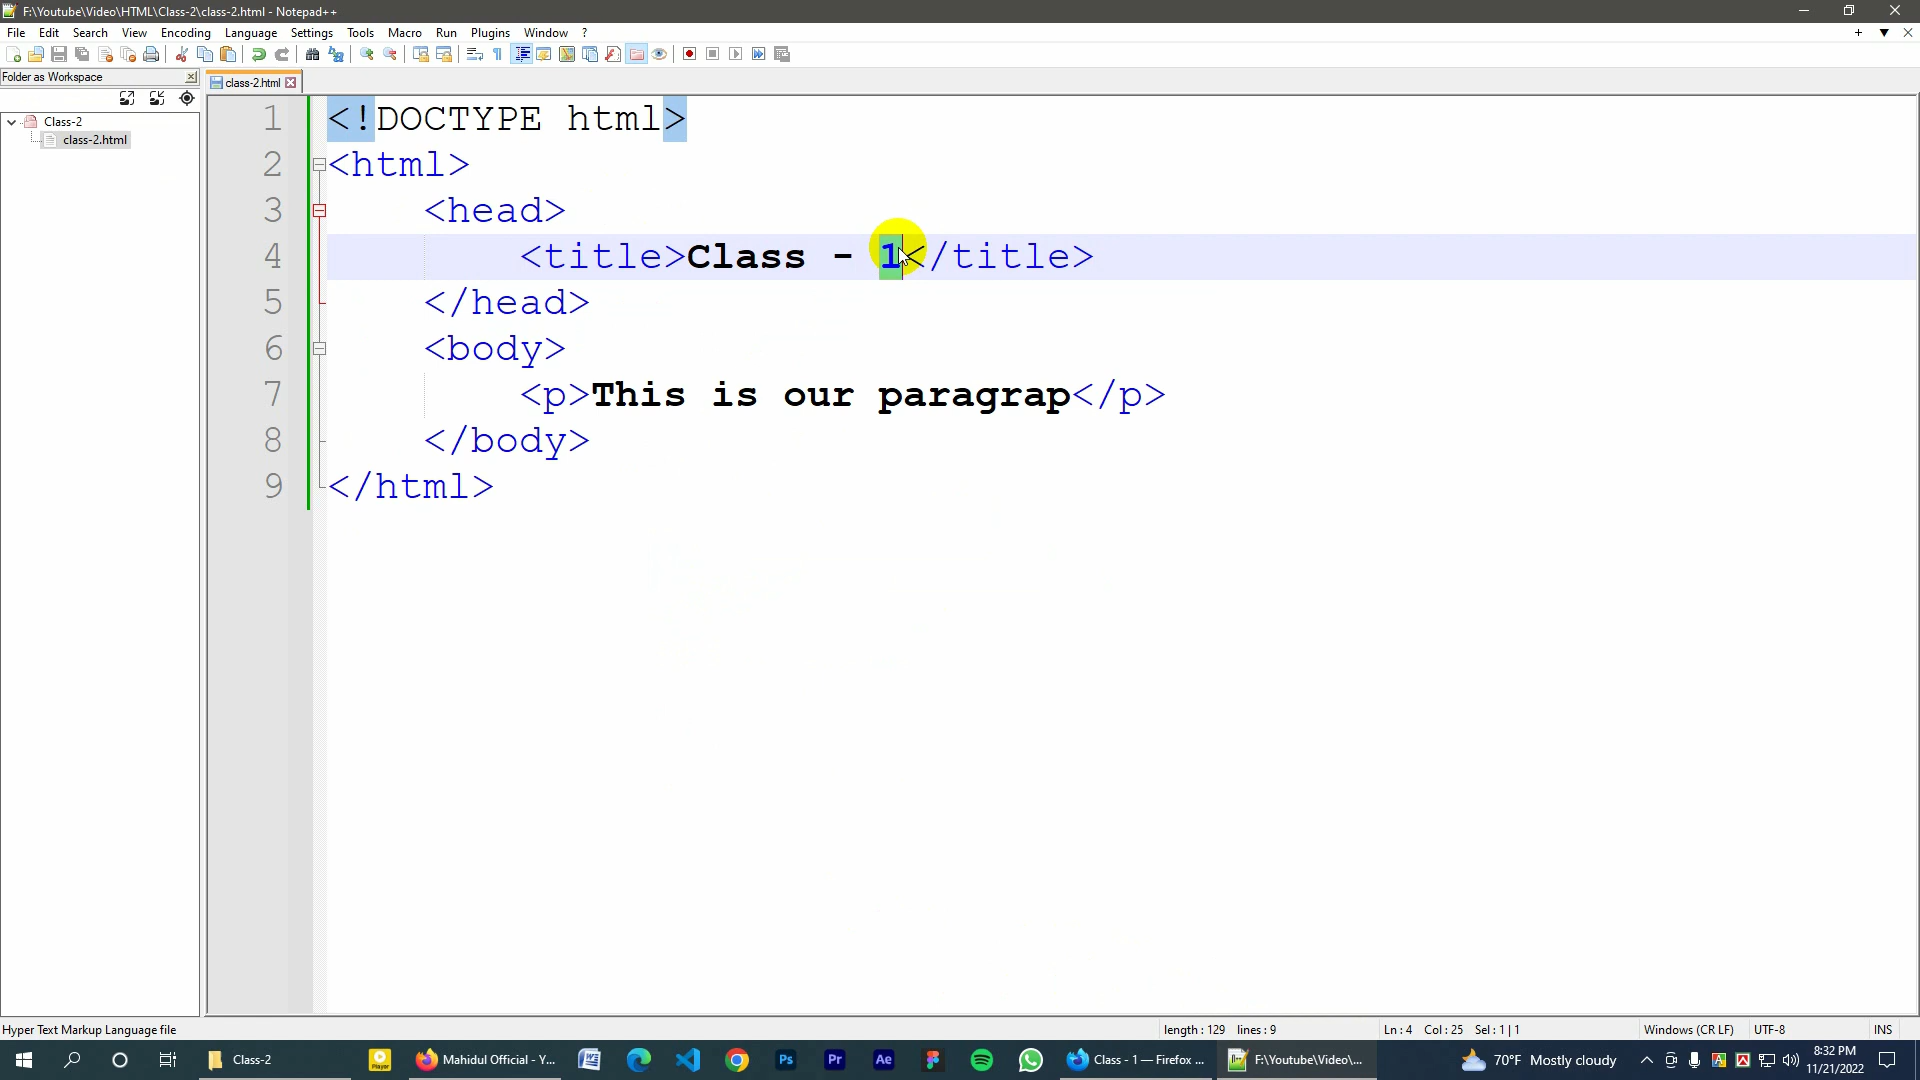 F:\Youtube\Video\HTML\Class-2\class-2.html - Notepad++
File Edit Search View Encoding Language Settings Tools Macro Run Plugins Window ?
Folder as Workspace
class-2.html
Class-2
class-2.html
1 <!DOCTYPE html>
2 <html>
3 <head>
4 <title>Class - 1</title>
5 </head>
6 <body>
7 <p>This is our paragrap</p>
8 </body>
9 </html>
Hyper Text Markup Language file length : 129 lines : 9 Ln : 4 Col : 25 Sel : 1 | 1 Windows (CR LF) UTF-8 INS
Class-2 Player Mahidul Official - Y... Ps Pr Ae Class - 1 — Firefox ... F:\Youtube\Video\... 70°F Mostly cloudy 8:32 PM
11/21/2022